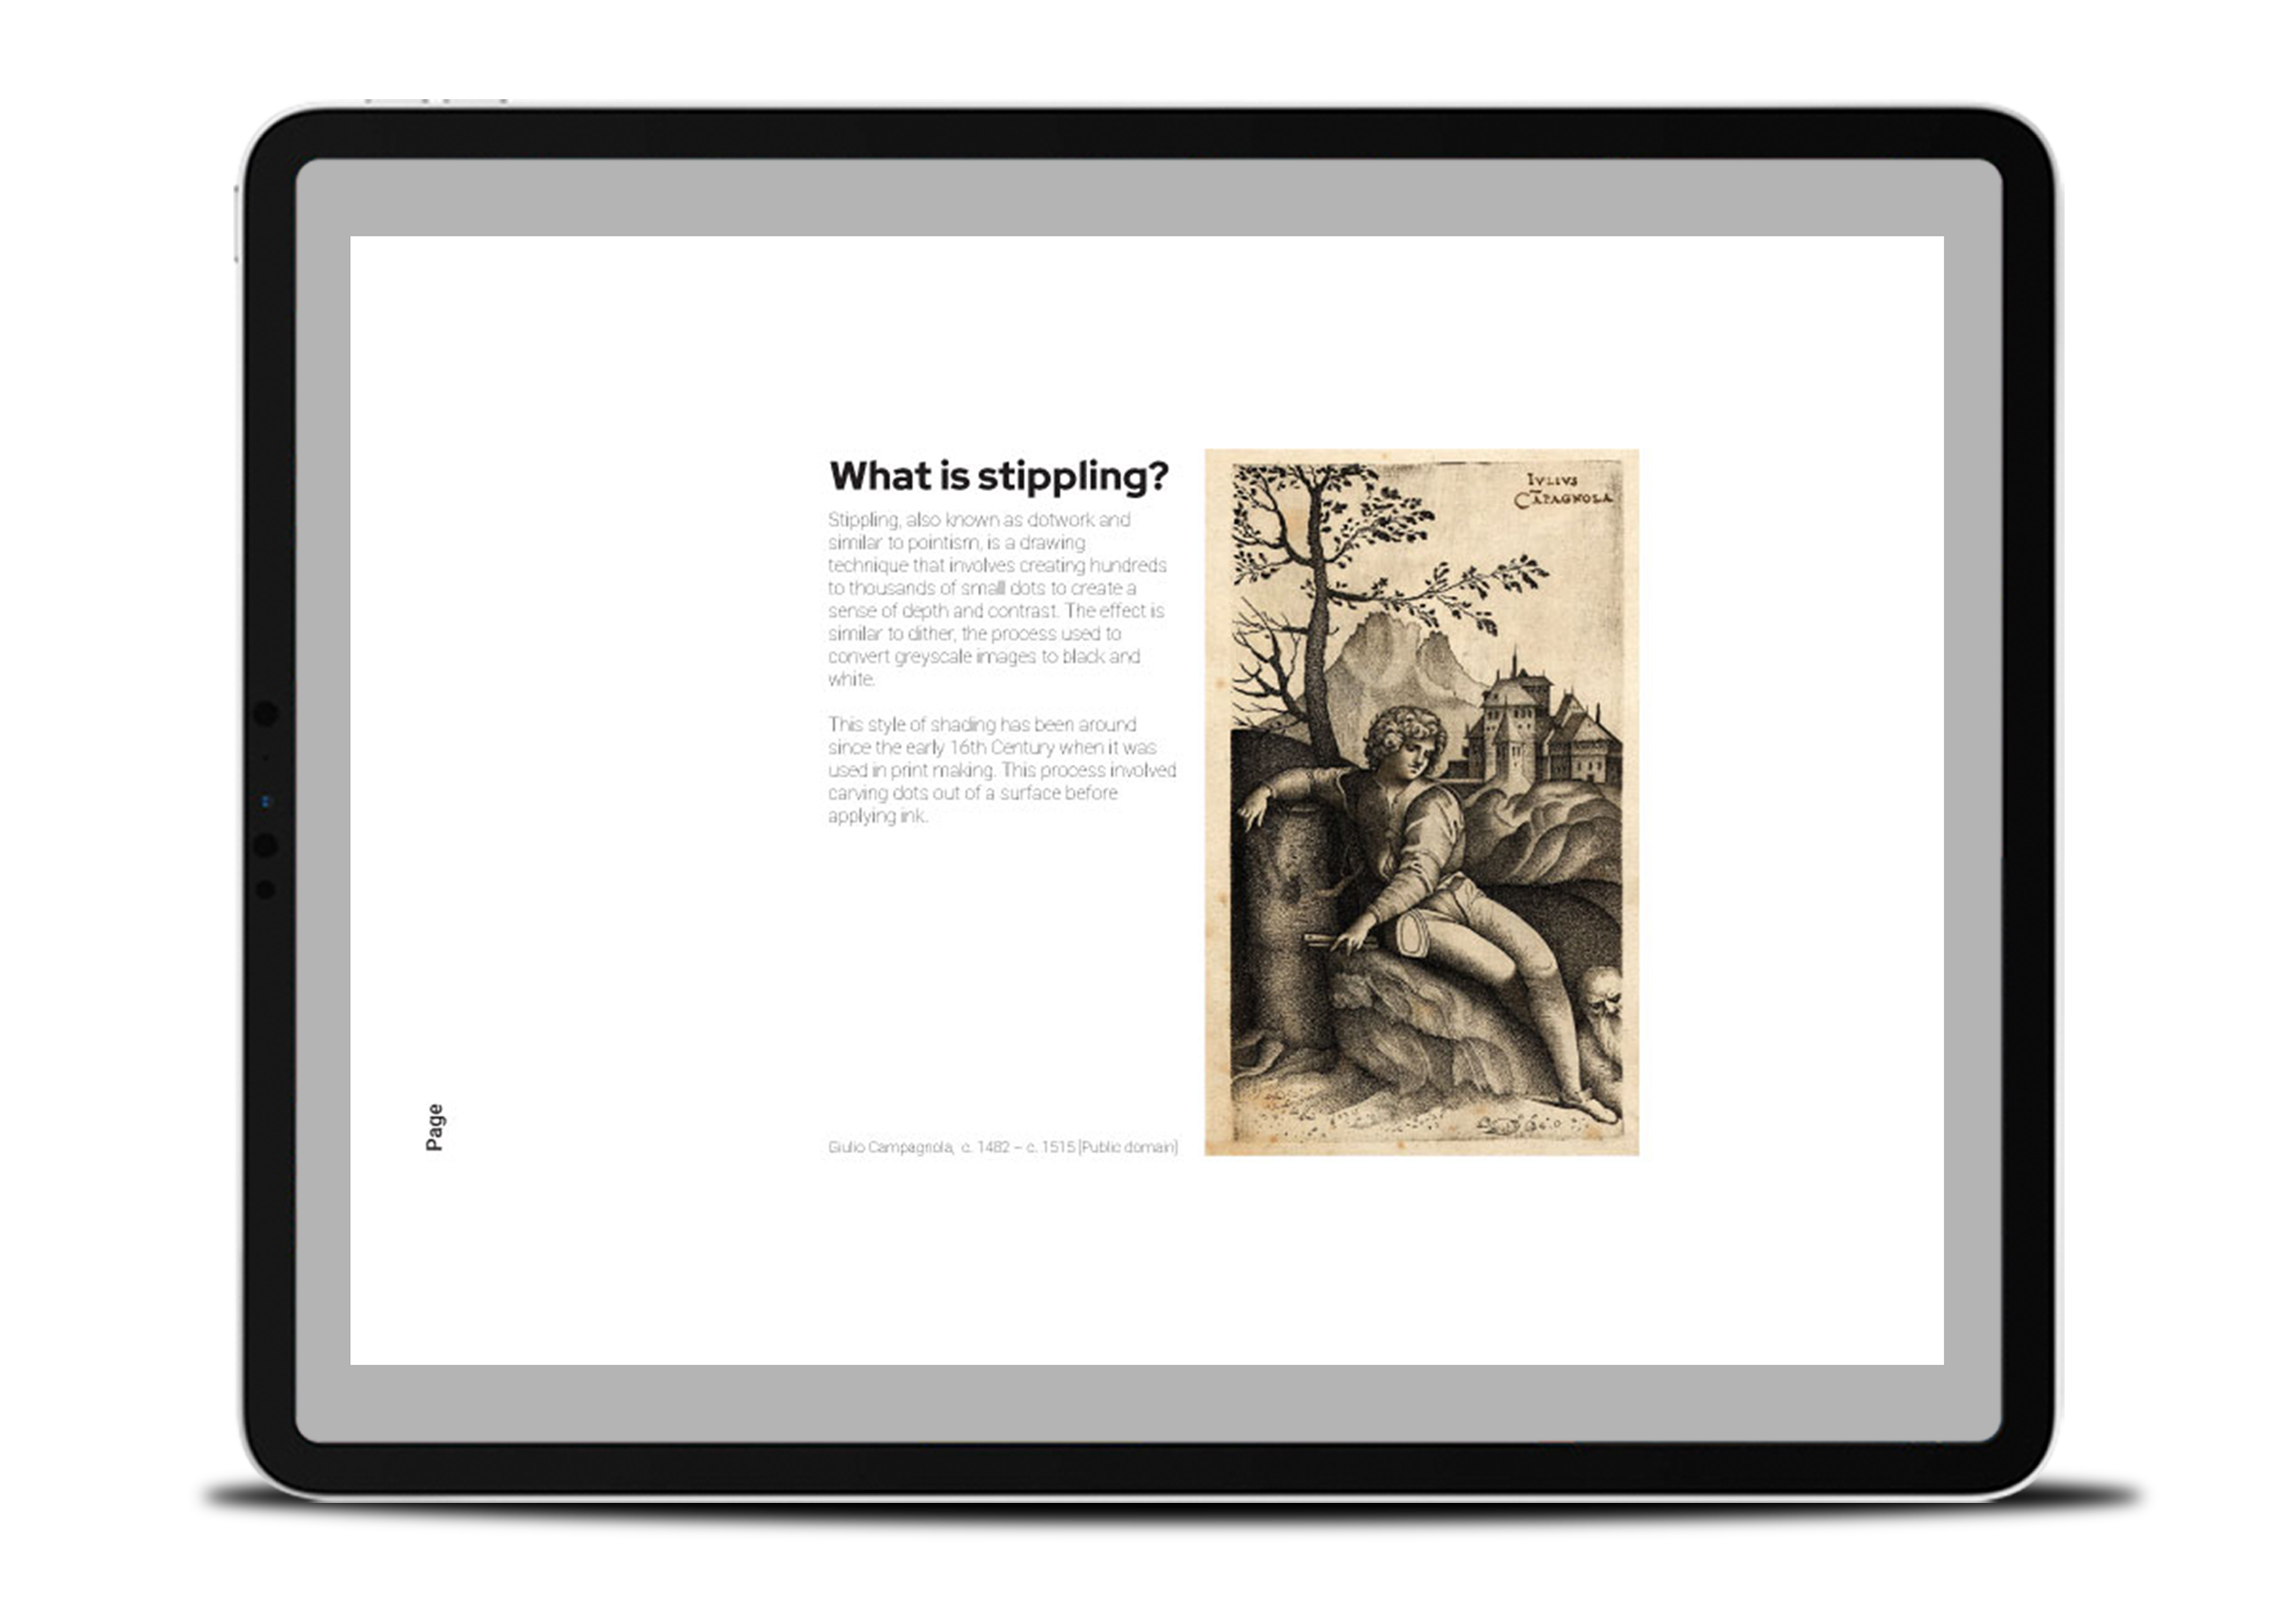 What is stippling?
Stippling, also known as dotwork and
similar to pointism, is a drawing
technique that involves creating hundreds
to thousands of small dots to create a
sense of depth and contrast. The effect is
similar to dither, the process used to
convert greyscale images to black and
white.
This style of shading has been around
since the early 16th Century when it was
used in print making. This process involved
carving dots out of a surface before
applying ink.
Giulio Campagnola, c. 1482 – c. 1515 [Public domain]
IVLIVS
CAPAGNOLA
Page